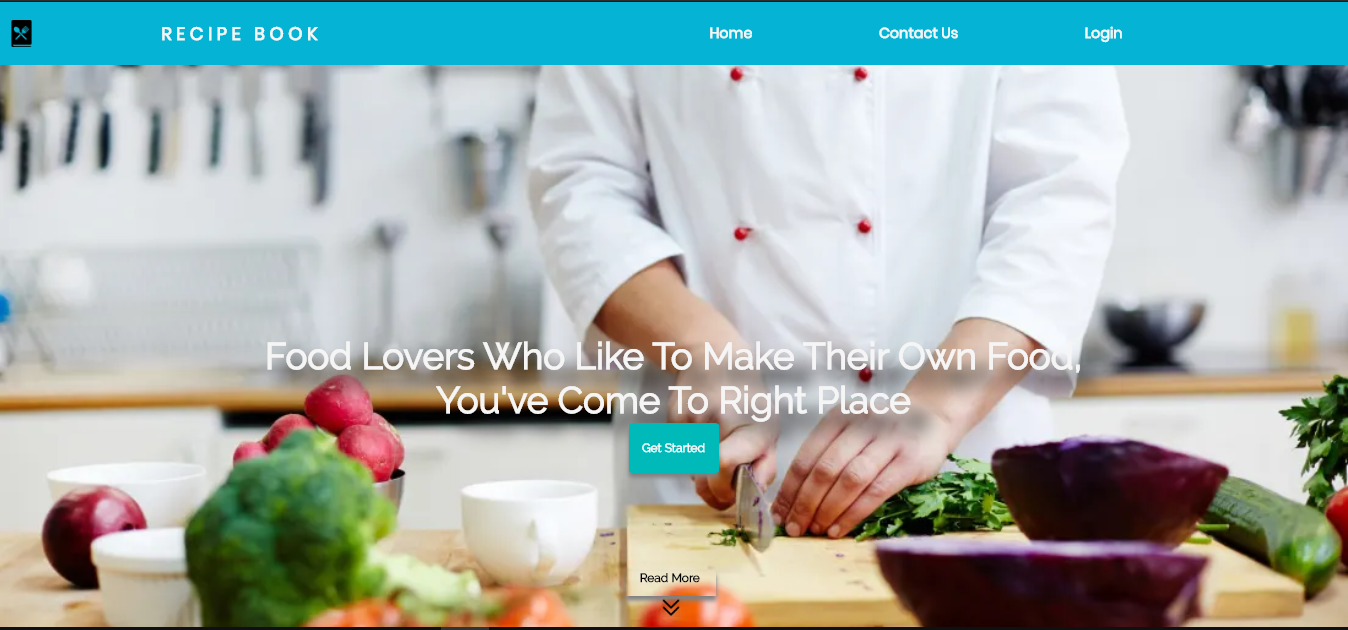 RECIPE BOOK
Home
Contact Us
Login
Food Lovers Who Like To Make Their Own Food,
You've Come To Right Place
Get Started
Read More